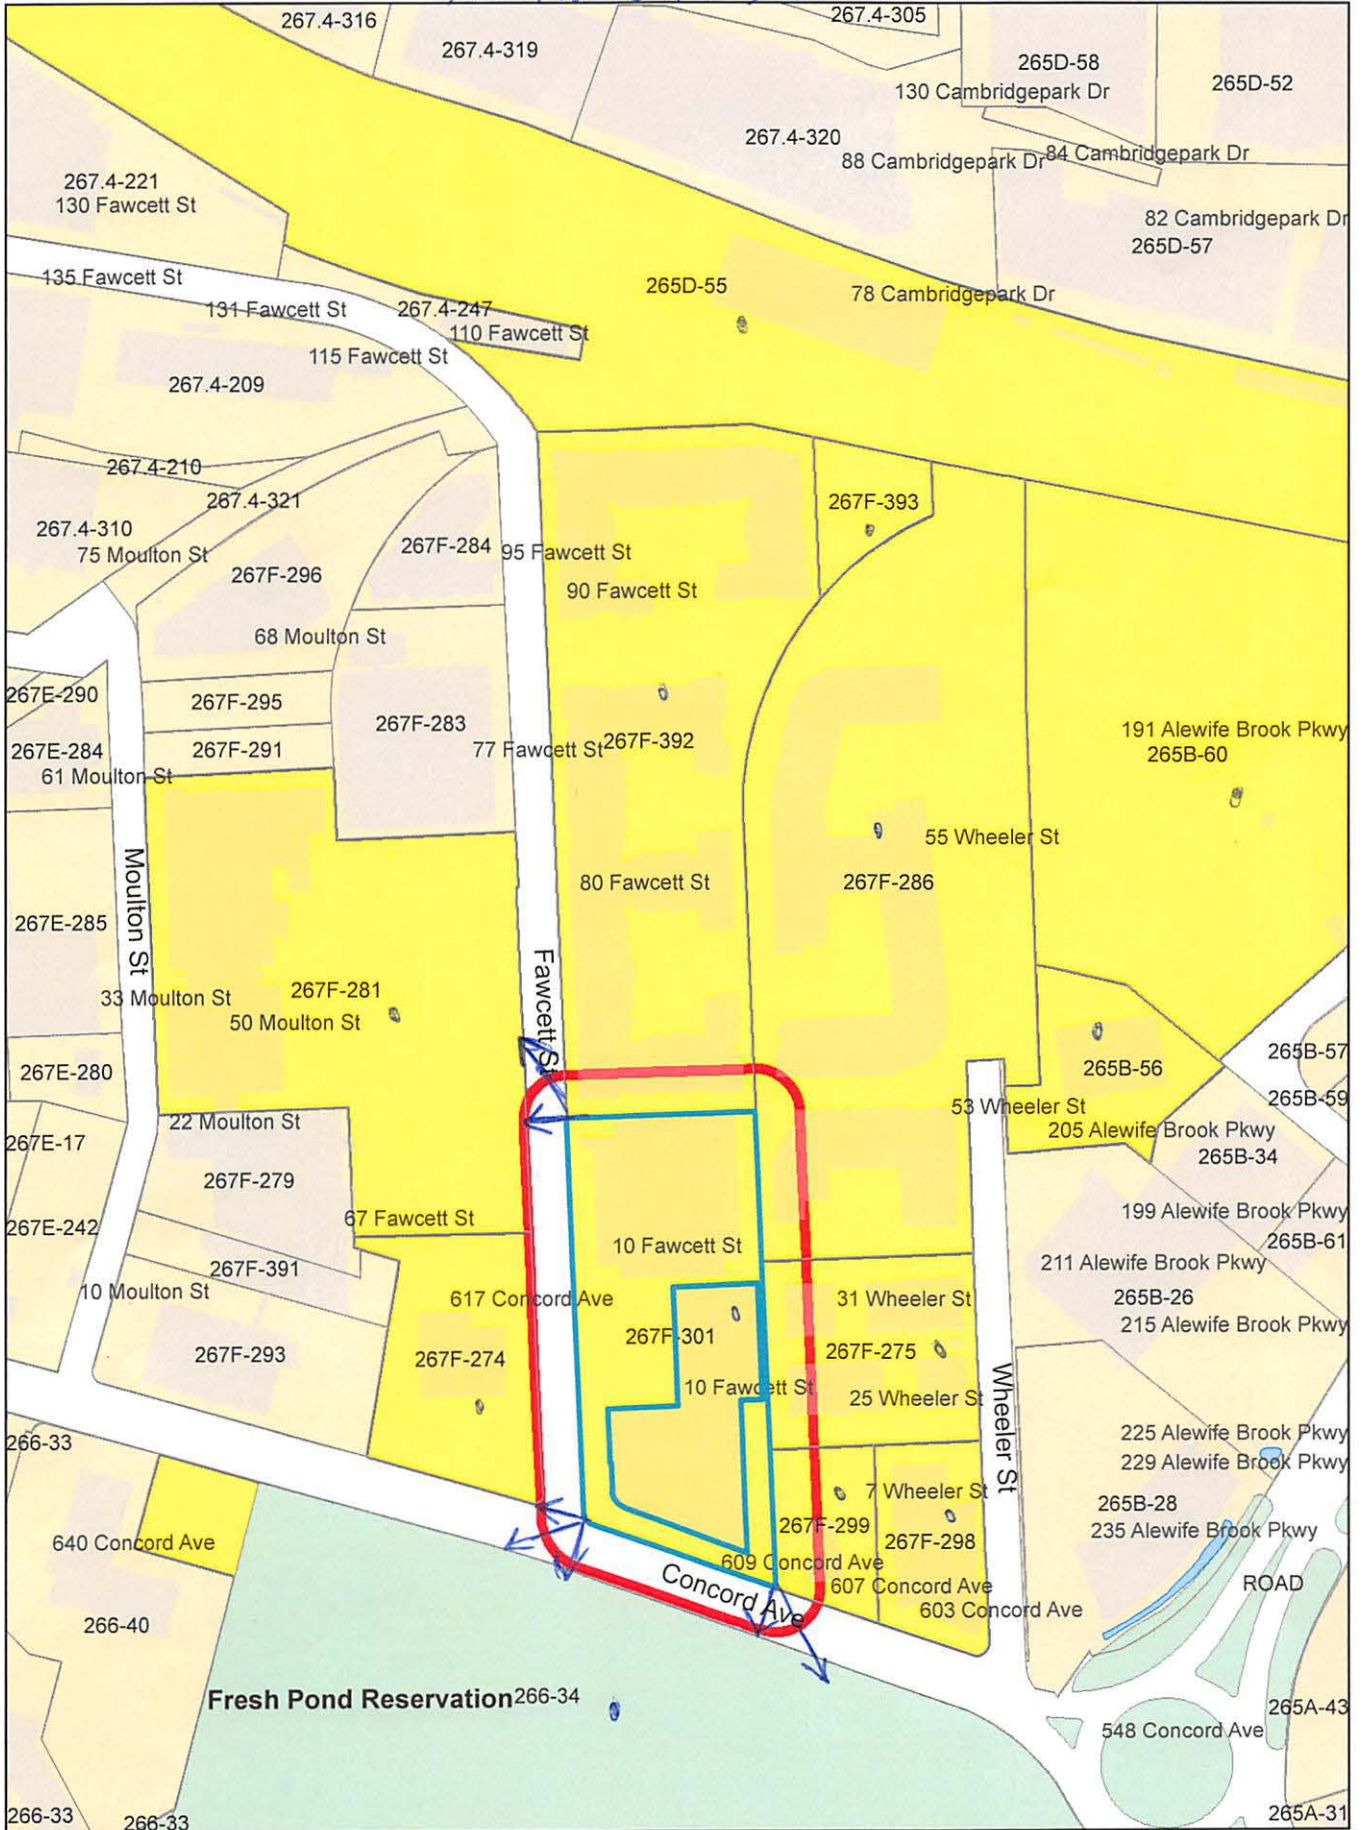 267.4-316
267.4-319
267.4-305
265D-58
130 Cambridgepark Dr
265D-52
267.4-320
88 Cambridgepark Dr
84 Cambridgepark Dr
267.4-221
130 Fawcett St
82 Cambridgepark Dr
265D-57
135 Fawcett St
131 Fawcett St
267.4-247
110 Fawcett St
265D-55
78 Cambridgepark Dr
115 Fawcett St
267.4-209
267.4-210
267.4-321
267.4-310
75 Moulton St
267F-284
95 Fawcett St
267F-393
267F-296
90 Fawcett St
68 Moulton St
267E-290
267F-295
267F-283
267E-284
267F-291
77 Fawcett St
267F-392
191 Alewife Brook Pkwy
265B-60
61 Moulton St
Moulton St
55 Wheeler St
80 Fawcett St
267F-286
267E-285
Fawcett St
267F-281
33 Moulton St
50 Moulton St
265B-57
267E-280
265B-56
265B-59
53 Wheeler St
22 Moulton St
205 Alewife Brook Pkwy
267E-17
265B-34
267F-279
199 Alewife Brook Pkwy
67 Fawcett St
267E-242
10 Fawcett St
265B-61
267F-391
211 Alewife Brook Pkwy
10 Moulton St
617 Concord Ave
31 Wheeler St
265B-26
215 Alewife Brook Pkwy
267F-301
267F-293
267F-274
267F-275
10 Fawcett St
25 Wheeler St
Wheeler St
225 Alewife Brook Pkwy
266-33
229 Alewife Brook Pkwy
7 Wheeler St
265B-28
267F-299
235 Alewife Brook Pkwy
640 Concord Ave
267F-298
609 Concord Ave
Concord Ave
607 Concord Ave
603 Concord Ave
ROAD
266-40
Fresh Pond Reservation
266-34
265A-43
548 Concord Ave
266-33
266-33
265A-31